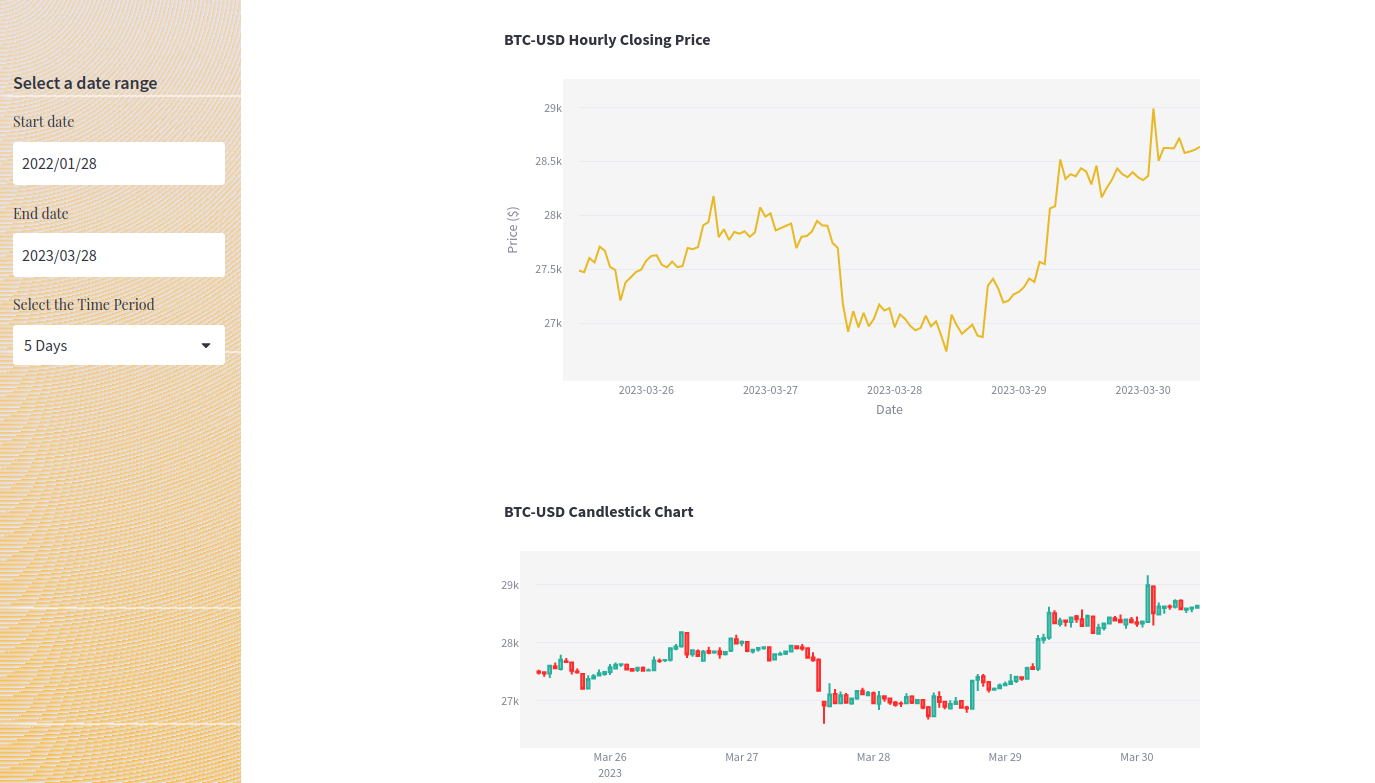 Select a date range
Start date
2022/01/28
End date
2023/03/28
Select the Time Period
5 Days
BTC-USD Hourly Closing Price
29k
28.5k
28k
27.5k
27k
Price ($)
2023-03-26 2023-03-27 2023-03-28 2023-03-29 2023-03-30
Date
BTC-USD Candlestick Chart
29k
28k
27k
Mar 26 Mar 27 Mar 28 Mar 29 Mar 30
2023